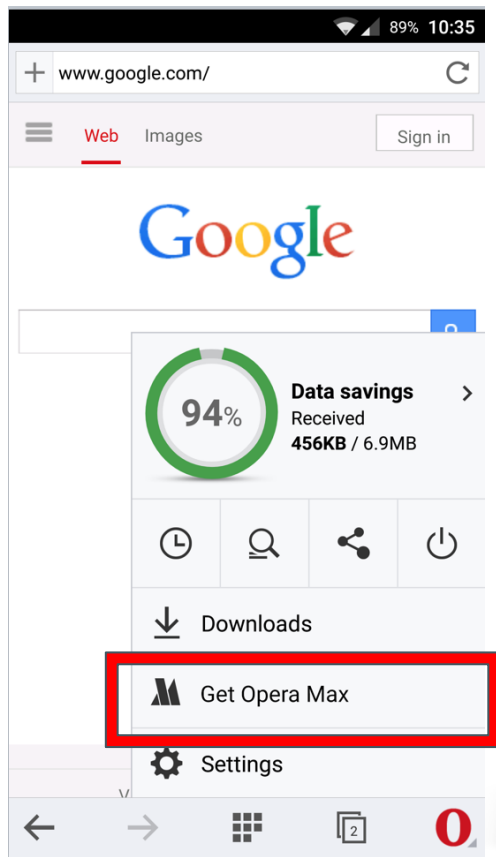 89% 10:35
www.google.com/
Web Images Sign in
Google
94%
Data savings
Received
456KB / 6.9MB
Downloads
Get Opera Max
Settings
2